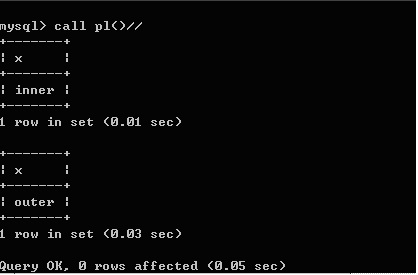 mysql> call pl()//
+-------+
¦ x     ¦
+-------+
¦ inner ¦
+-------+
1 row in set (0.01 sec)
+-------+
¦ x     ¦
+-------+
¦ outer ¦
+-------+
1 row in set (0.03 sec)
Query OK, 0 rows affected (0.05 sec)